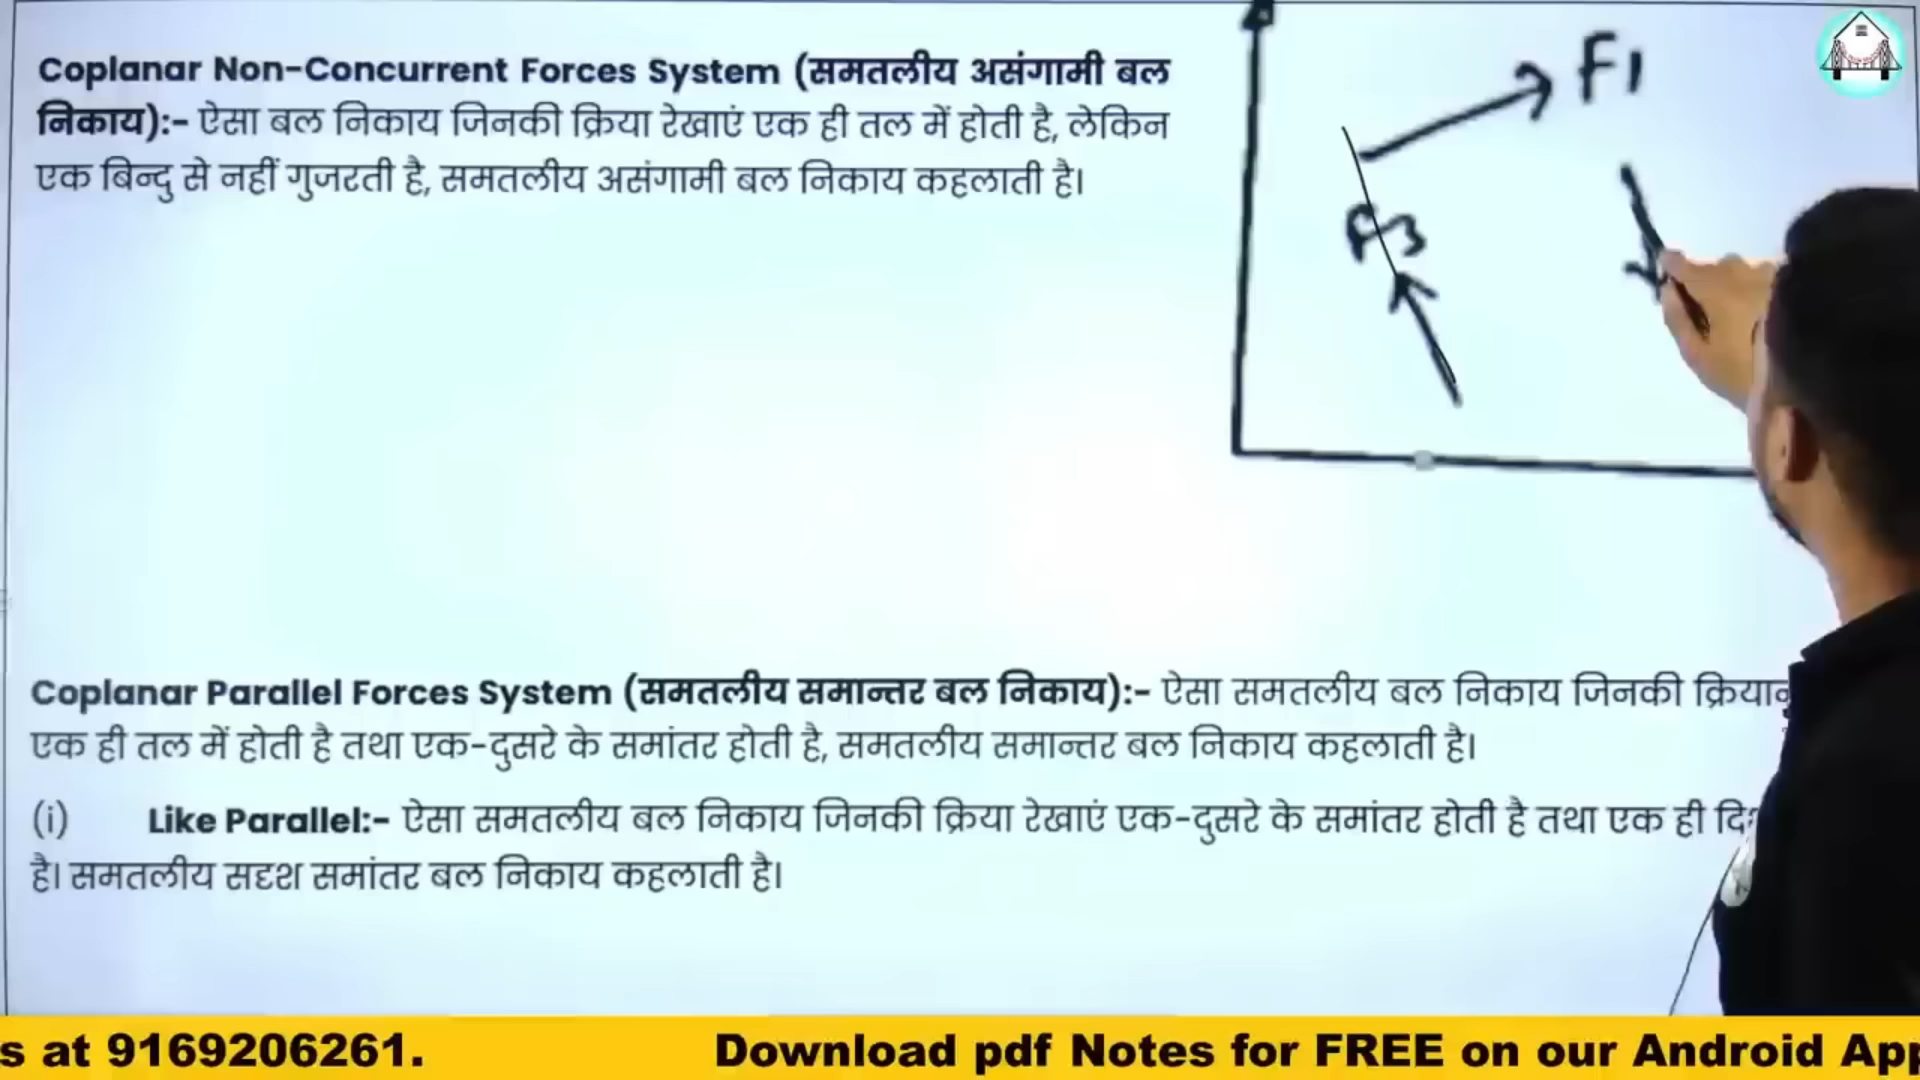 Coplanar Non-Concurrent Forces System (समतलीय असंगामी बल
निकाय):- ऐसा बल निकाय जिनकी क्रिया रेखाएं एक ही तल में होती है, लेकिन
एक बिन्दु से नहीं गुजरती है, समतलीय असंगामी बल निकाय कहलाती है।
F1
F3
Coplanar Parallel Forces System (समतलीय समान्तर बल निकाय):- ऐसा समतलीय बल निकाय जिनकी
एक ही तल में होती है तथा एक-दुसरे के समांतर होती है, समतलीय समान्तर बल निकाय कहलाती है।
(i) Like Parallel:- ऐसा समतलीय बल निकाय जिनकी क्रिया रेखाएं एक-दुसरे के समांतर होती है तथा एक ही
है। समतलीय सदृश समांतर बल निकाय कहलाती है।
s at 9169206261. Download pdf Notes for FREE on our Android App